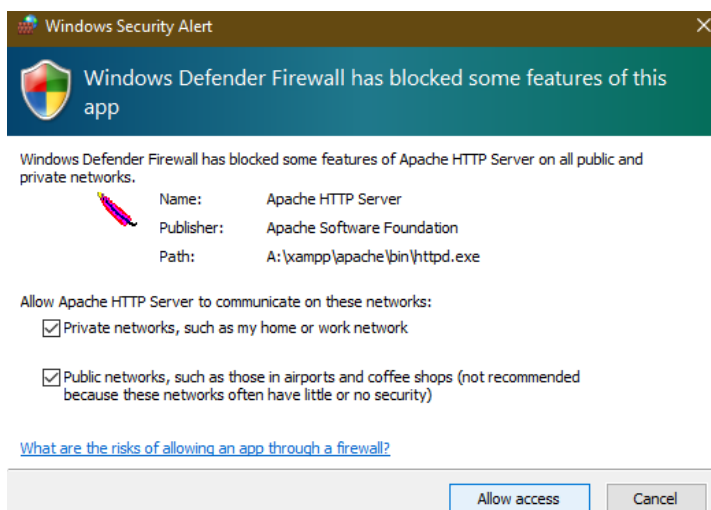 Windows Security Alert
Windows Defender Firewall has blocked some features of this
app
Windows Defender Firewall has blocked some features of Apache HTTP Server on all public and
private networks.
Name: Apache HTTP Server
Publisher: Apache Software Foundation
Path: A:\xampp\apache\bin\httpd.exe
Allow Apache HTTP Server to communicate on these networks:
Private networks, such as my home or work network
Public networks, such as those in airports and coffee shops (not recommended
because these networks often have little or no security)
What are the risks of allowing an app through a firewall?
Allow access Cancel